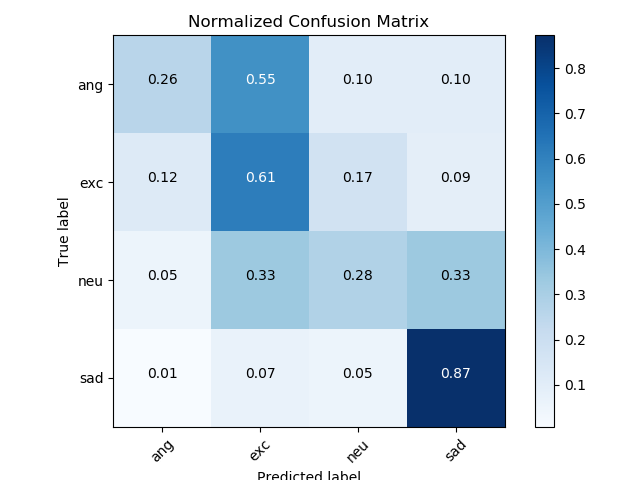 Normalized Confusion Matrix
ang 0.26 0.55 0.10 0.10
exc 0.12 0.61 0.17 0.09
neu 0.05 0.33 0.28 0.33
sad 0.01 0.07 0.05 0.87
ang exc neu sad
True label
Predicted label
0.8
0.7
0.6
0.5
0.4
0.3
0.2
0.1